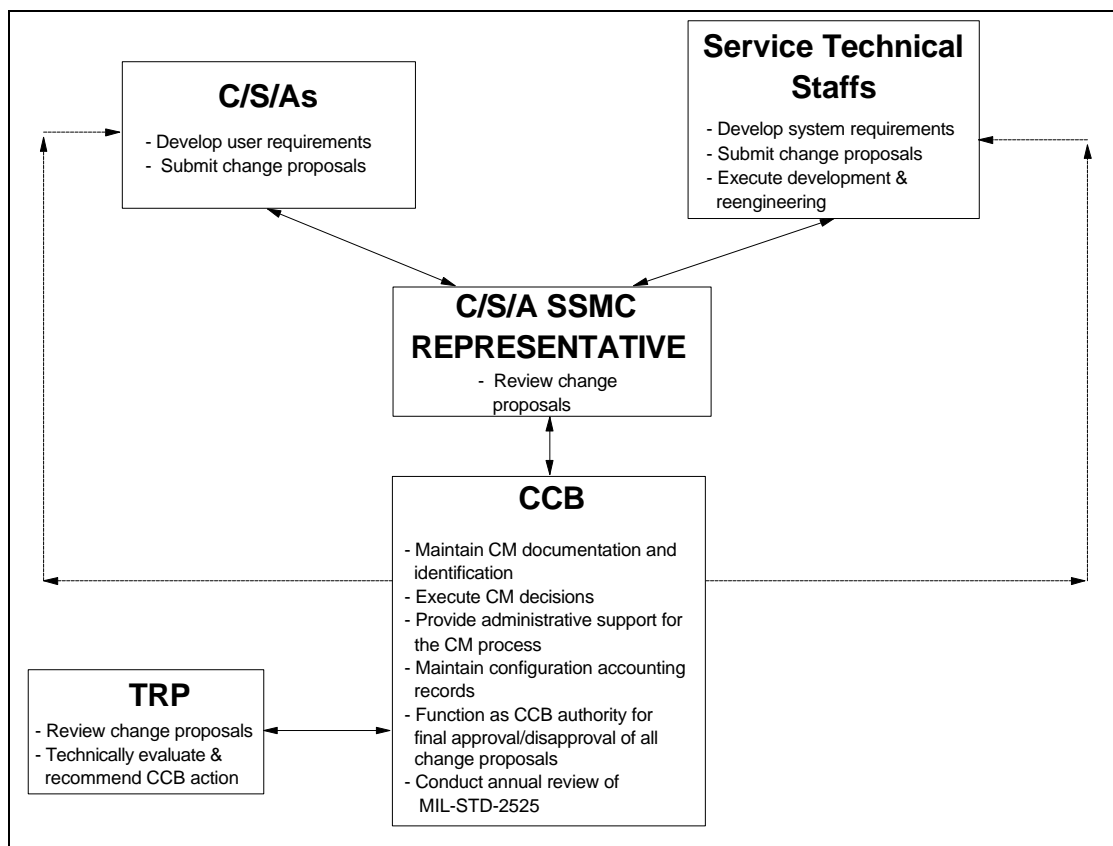 C/S/As
- Develop user requirements
- Submit change proposals
Service Technical
Staffs
- Develop system requirements
- Submit change proposals
- Execute development &
reengineering
C/S/A SSMC
REPRESENTATIVE
- Review change
proposals
CCB
- Maintain CM documentation and
identification
- Execute CM decisions
- Provide administrative support for
the CM process
- Maintain configuration accounting
records
- Function as CCB authority for
final approval/disapproval of all
change proposals
- Conduct annual review of
MIL-STD-2525
TRP
- Review change proposals
- Technically evaluate &
recommend CCB action